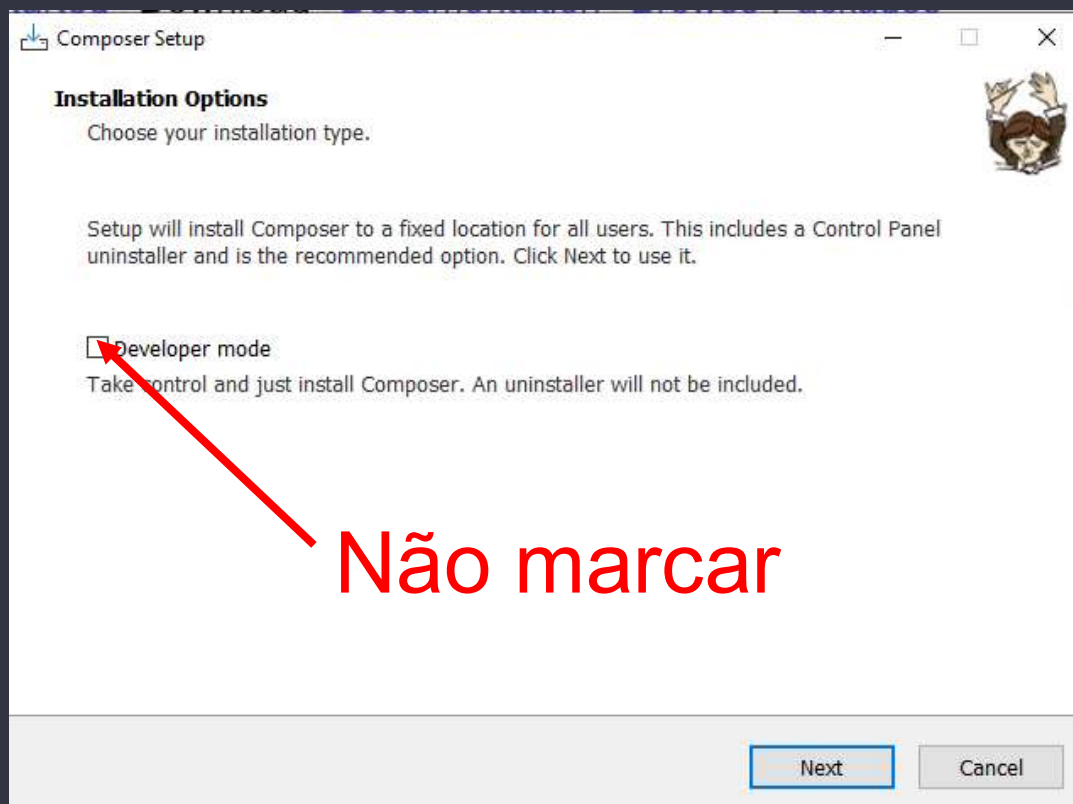 Composer Setup
Installation Options
Choose your installation type.
Setup will install Composer to a fixed location for all users. This includes a Control Panel
uninstaller and is the recommended option. Click Next to use it.
Developer mode
Take control and just install Composer. An uninstaller will not be included.
Não marcar
Next
Cancel